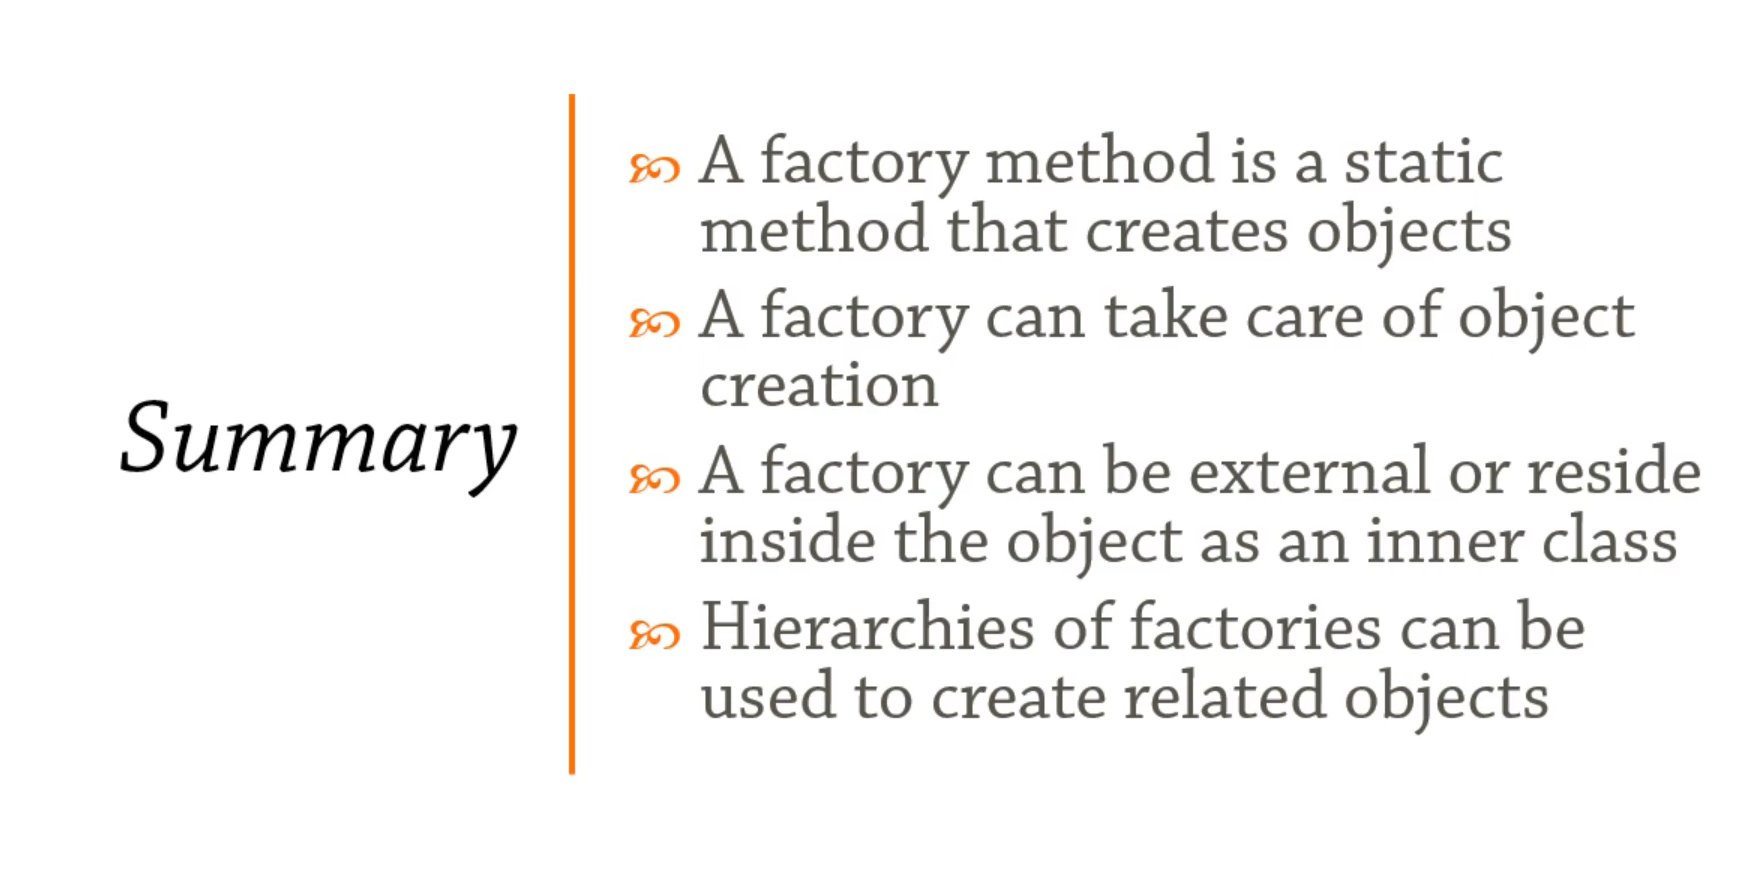 Summary
A factory method is a static
method that creates objects
A factory can take care of object
creation
A factory can be external or reside
inside the object as an inner class
Hierarchies of factories can be
used to create related objects